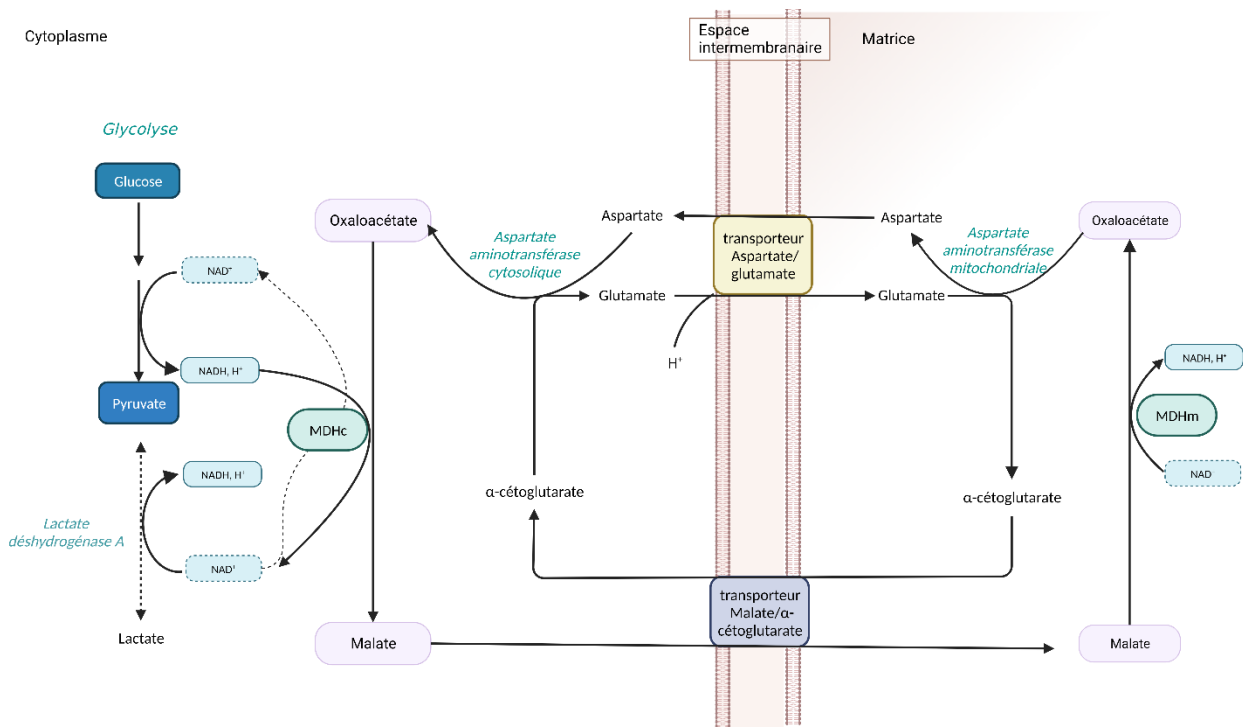 Cytoplasme
Espace
intermembranaire
Matrice
Glycolyse
Glucose
NAD⁺
NADH, H⁺
Pyruvate
MDHc
NADH, H⁺
Lactate
déshydrogénase A
NAD⁺
Lactate
Oxaloacétate
Malate
Aspartate
aminotransférase
cytosolique
Aspartate
Glutamate
H⁺
α-cétoglutarate
transporteur
Aspartate/
glutamate
transporteur
Malate/α-
cétoglutarate
Aspartate
Glutamate
Aspartate
aminotransférase
mitochondriale
α-cétoglutarate
Oxaloacétate
NADH, H⁺
MDHm
NAD
Malate